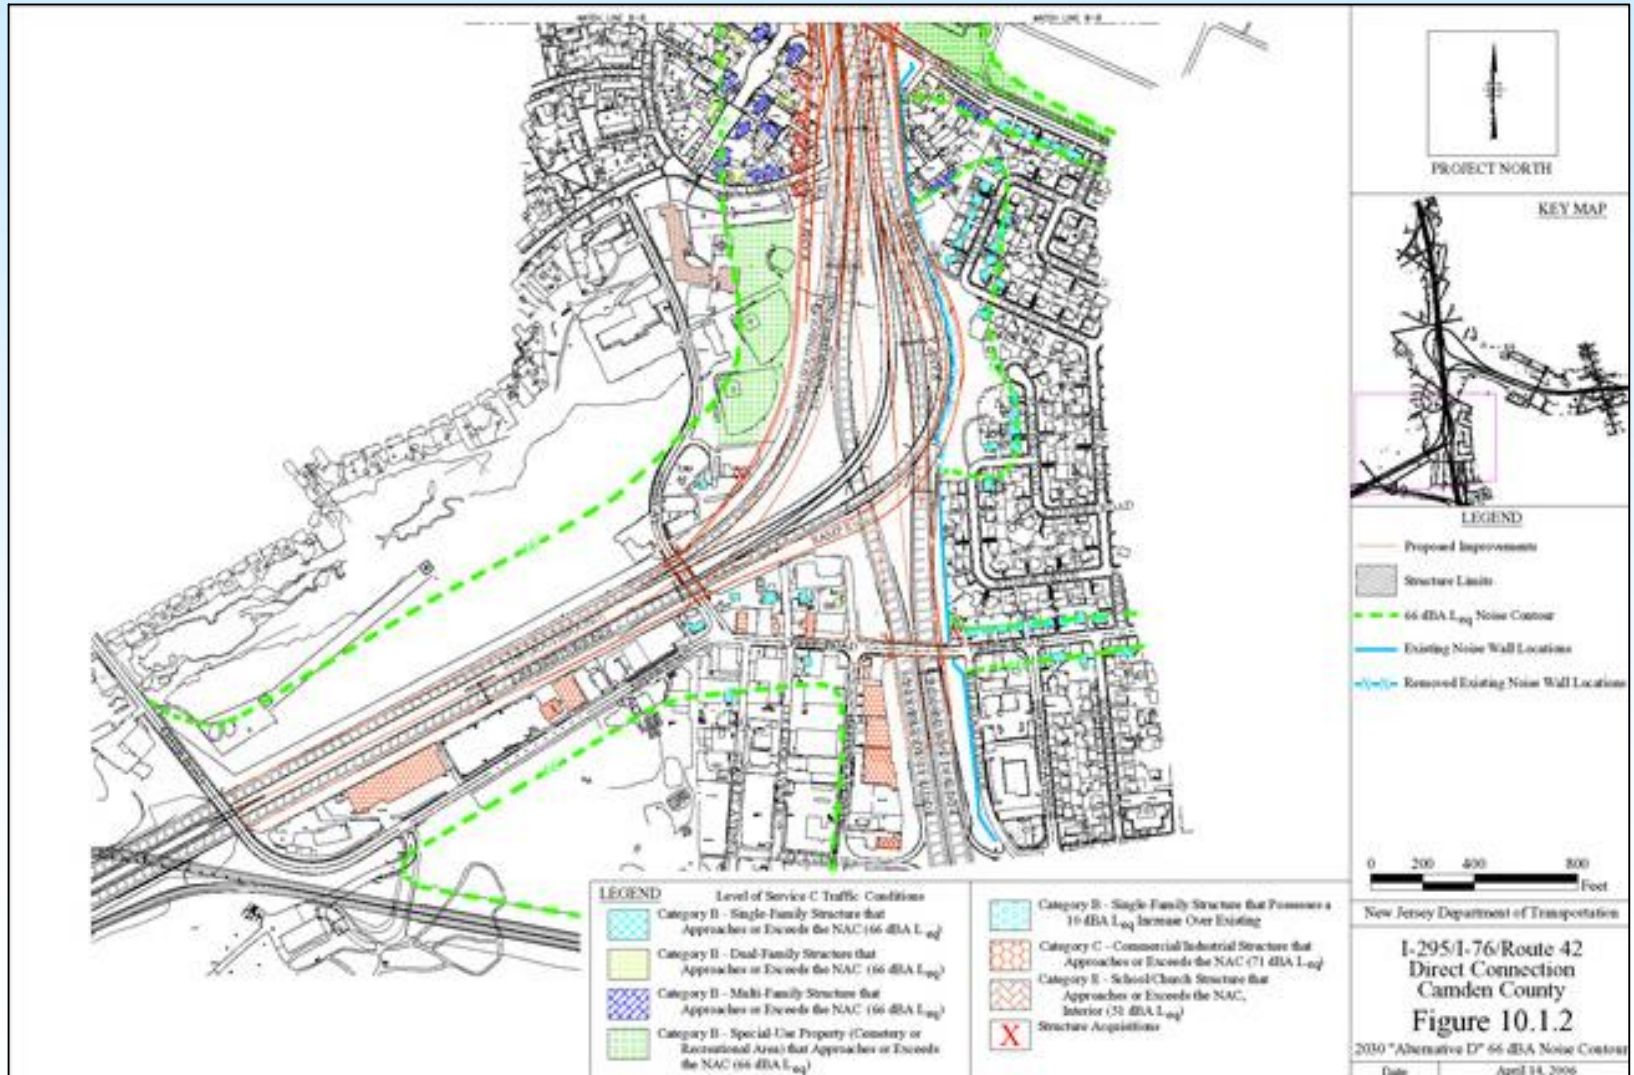 MATCH LINE B-B
MATCH LINE B-B
ROAD
PROJECT NORTH
KEY MAP
LEGEND
Proposed Improvements
Structure Limits
66 dBA Leq Noise Contour
Existing Noise Wall Locations
Removed Existing Noise Wall Locations
0 200 400 800
Feet
New Jersey Department of Transportation
I-295/I-76/Route 42
Direct Connection
Camden County
Figure 10.1.2
2030 "Alternative D" 66 dBA Noise Contour
Date April 14, 2006
LEGEND Level of Service C Traffic Conditions
Category B - Single-Family Structure that
Approaches or Exceeds the NAC (66 dBA Leq)
Category B - Dual-Family Structure that
Approaches or Exceeds the NAC (66 dBA Leq)
Category B - Multi-Family Structure that
Approaches or Exceeds the NAC (66 dBA Leq)
Category B - Special-Use Property (Cemetery or
Recreational Area) that Approaches or Exceeds
the NAC (66 dBA Leq)
Category B - Single-Family Structure that Possesses a
10 dBA Leq Increase Over Existing
Category C - Commercial/Industrial Structure that
Approaches or Exceeds the NAC (71 dBA Leq)
Category E - School/Church Structure that
Approaches or Exceeds the NAC,
Interior (51 dBA Leq)
X
Structure Acquisitions